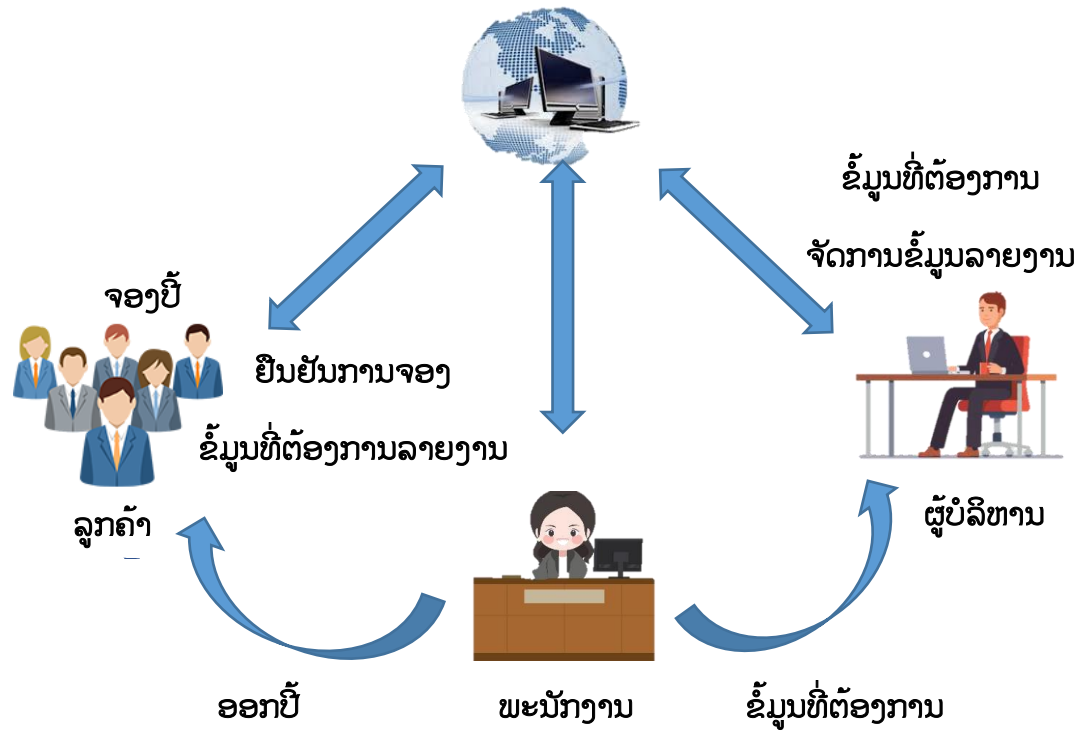 ຂໍ້ມູນທີ່ຕ້ອງການ
ຈັດການຂໍ້ມູນລາຍງານ
ຈອງປີ້
ຢືນຢັນການຈອງ
ຂໍ້ມູນທີ່ຕ້ອງການລາຍງານ
ລູກຄ້າ
ຜູ້ບໍລິຫານ
ອອກປີ້
ພະນັກງານ
ຂໍ້ມູນທີ່ຕ້ອງການ